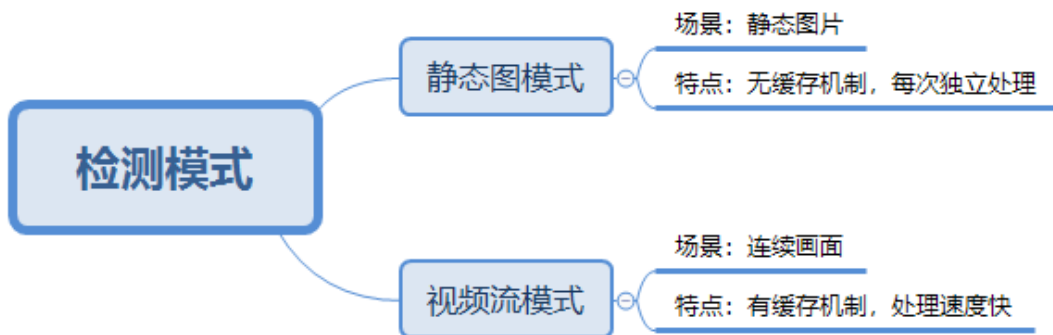 检测模式
静态图模式
场景：静态图片
特点：无缓存机制，每次独立处理
视频流模式
场景：连续画面
特点：有缓存机制，处理速度快